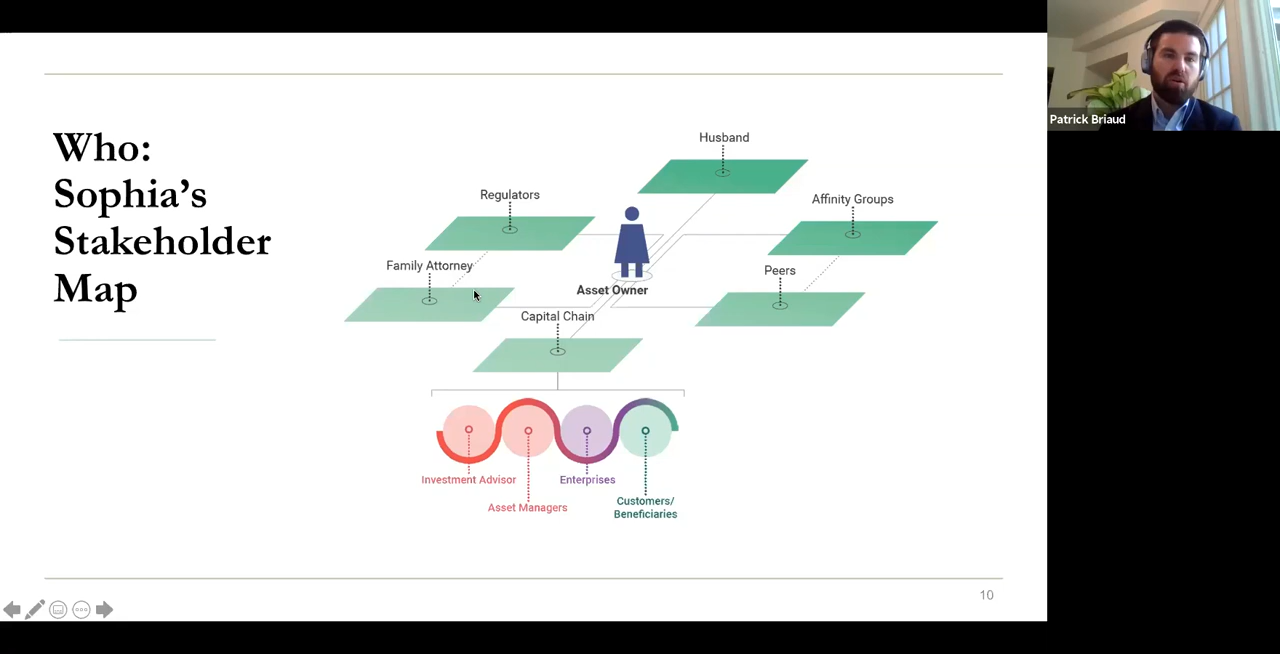 Patrick Briaud
Who:
Sophia’s
Stakeholder
Map
Husband
Regulators
Affinity Groups
Family Attorney
Peers
Asset Owner
Capital Chain
Investment Advisor
Enterprises
Asset Managers
Customers/
Beneficiaries
10